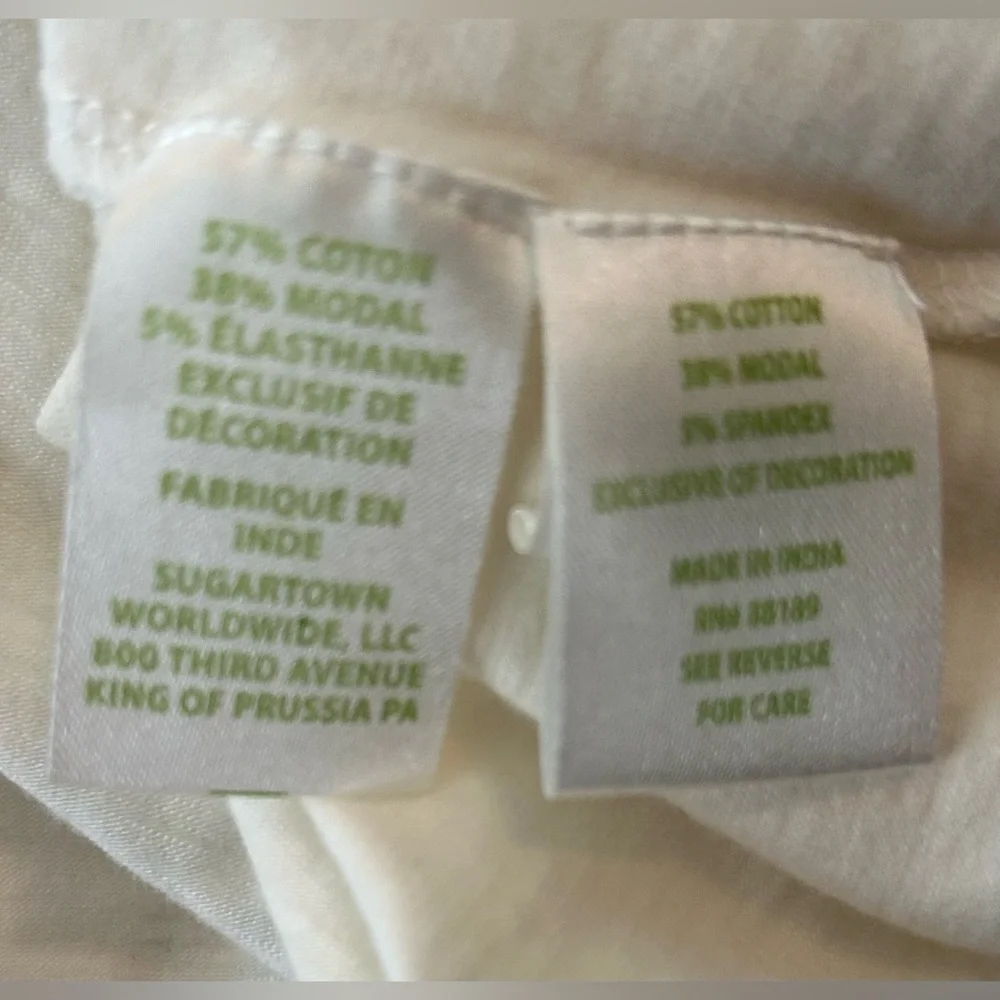 57% COTON
38% MODAL
5% ÉLASTHANNE
EXCLUSIF DE
DÉCORATION
FABRIQUÉ EN
INDE
SUGARTOWN
WORLDWIDE, LLC
800 THIRD AVENUE
KING OF PRUSSIA PA
57% COTTON
38% MODAL
5% SPANDEX
EXCLUSIVE OF DECORATION
MADE IN INDIA
RN# 88189
SEE REVERSE
FOR CARE